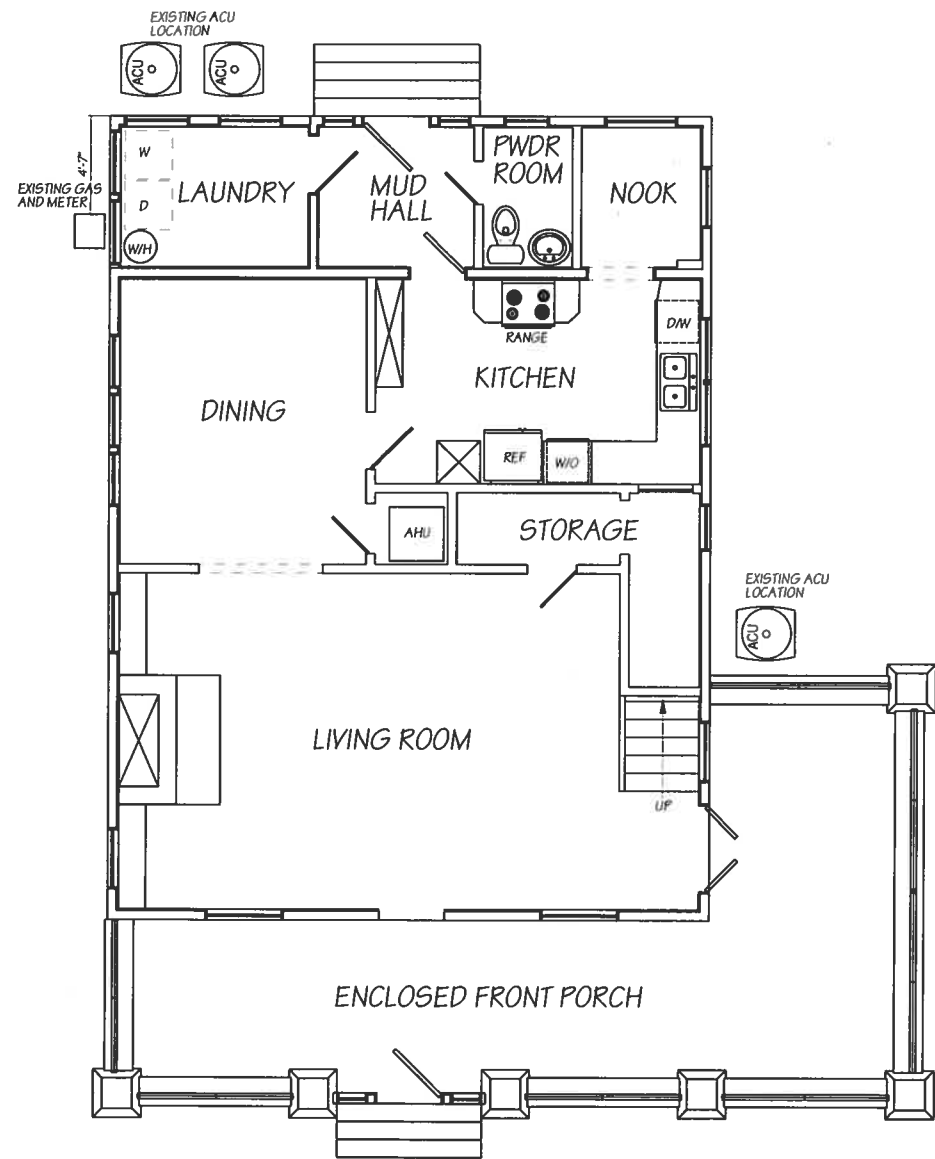 EXISTING ACU
LOCATION
ACU
ACU
4'-7"
EXISTING GAS
AND METER
W
D
W/H
LAUNDRY
MUD
HALL
PWDR
ROOM
NOOK
RANGE
D/W
KITCHEN
DINING
REF
W/O
AHU
STORAGE
EXISTING ACU
LOCATION
ACU
LIVING ROOM
UP
ENCLOSED FRONT PORCH